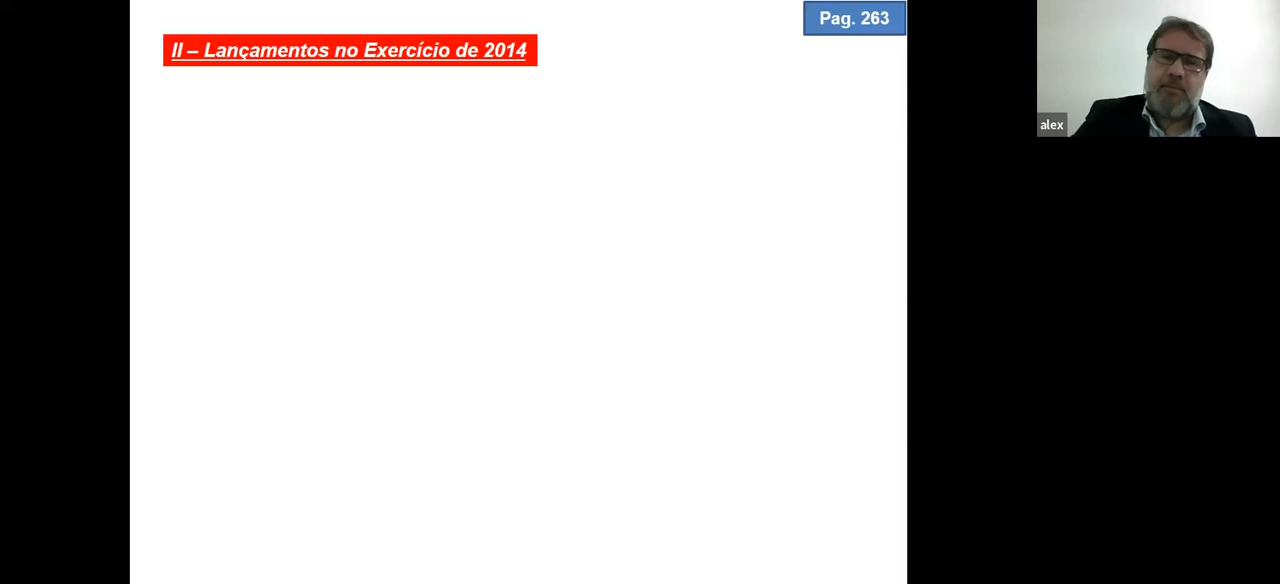 Pag. 263
II – Lançamentos no Exercício de 2014
alex